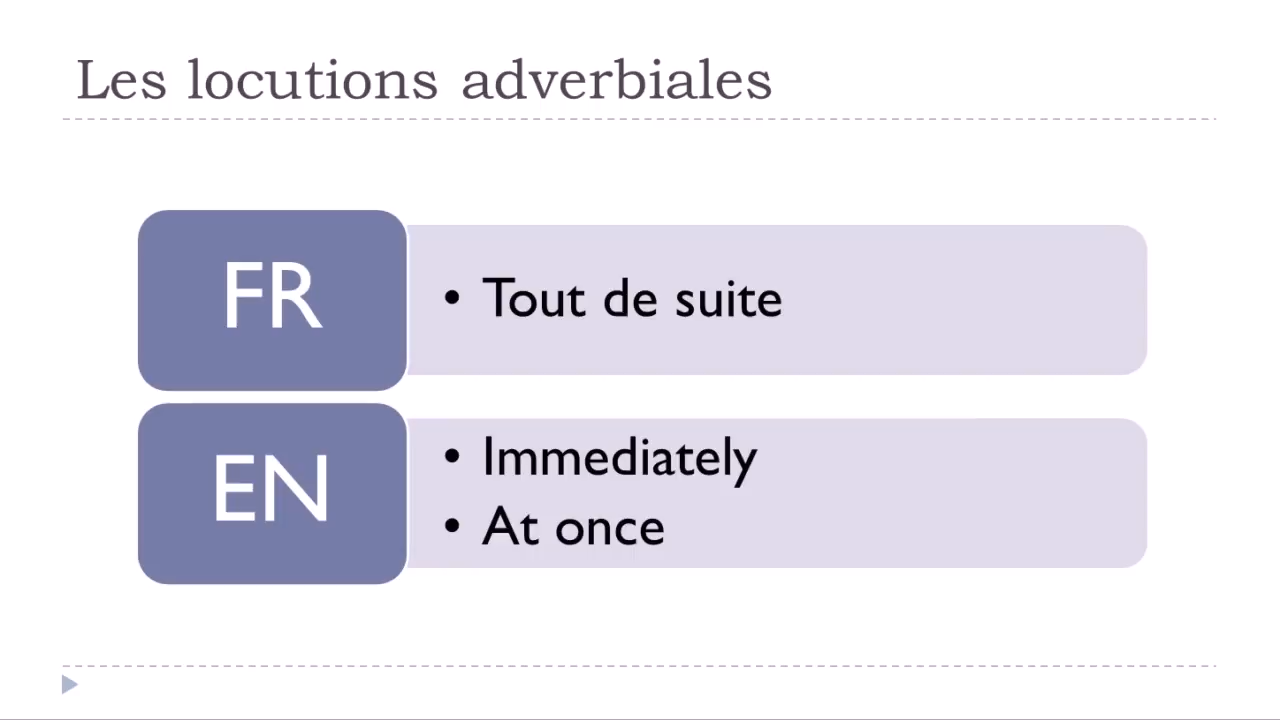 Les locutions adverbiales
FR
• Tout de suite
EN
• Immediately
• At once